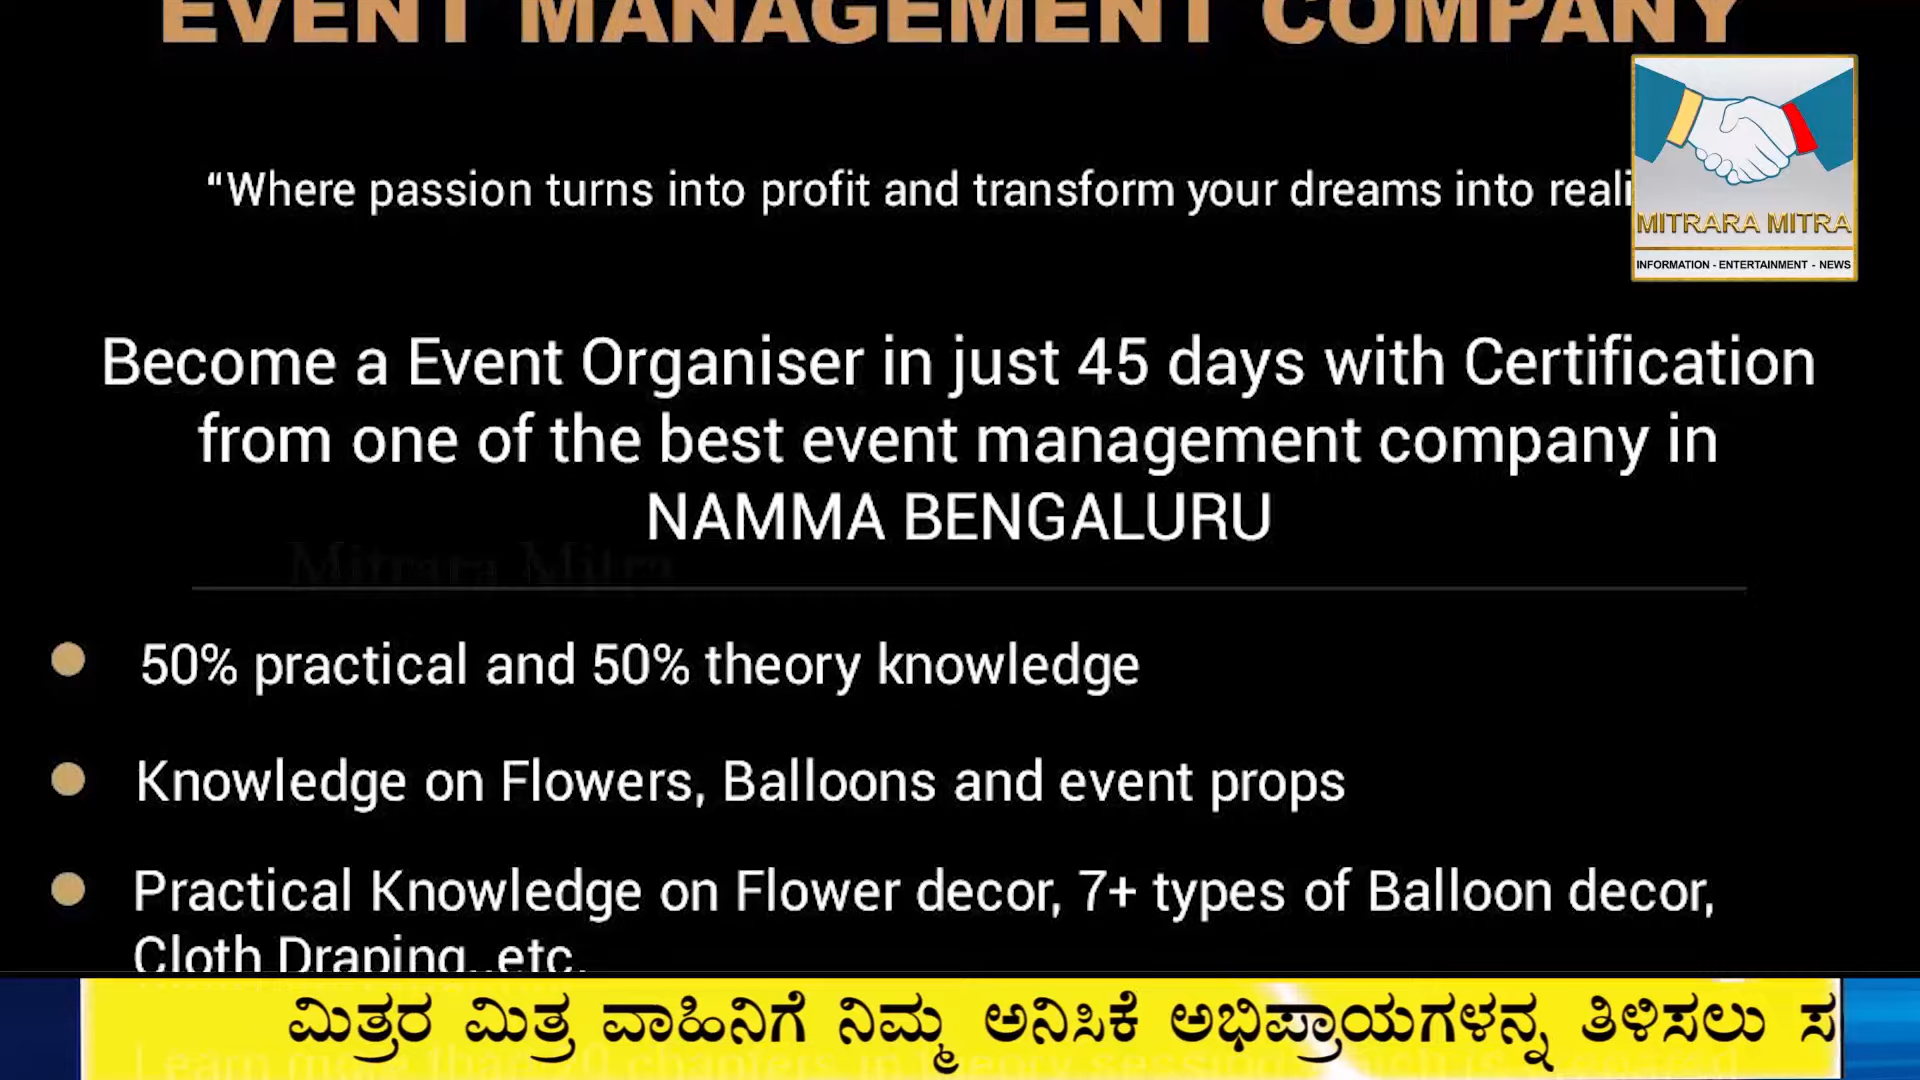 EVENT MANAGEMENT COMPANY
“Where passion turns into profit and transform your dreams into reali
MITRARA MITRA
INFORMATION - ENTERTAINMENT - NEWS
Become a Event Organiser in just 45 days with Certification
from one of the best event management company in
NAMMA BENGALURU
Mitrara Mitra
50% practical and 50% theory knowledge
Knowledge on Flowers, Balloons and event props
Practical Knowledge on Flower decor, 7+ types of Balloon decor,
Cloth Draping..etc.
ಮಿತ್ರರ ಮಿತ್ರ ವಾಹಿನಿಗೆ ನಿಮ್ಮ ಅನಿಸಿಕೆ ಅಭಿಪ್ರಾಯಗಳನ್ನ ತಿಳಿಸಲು ಸ